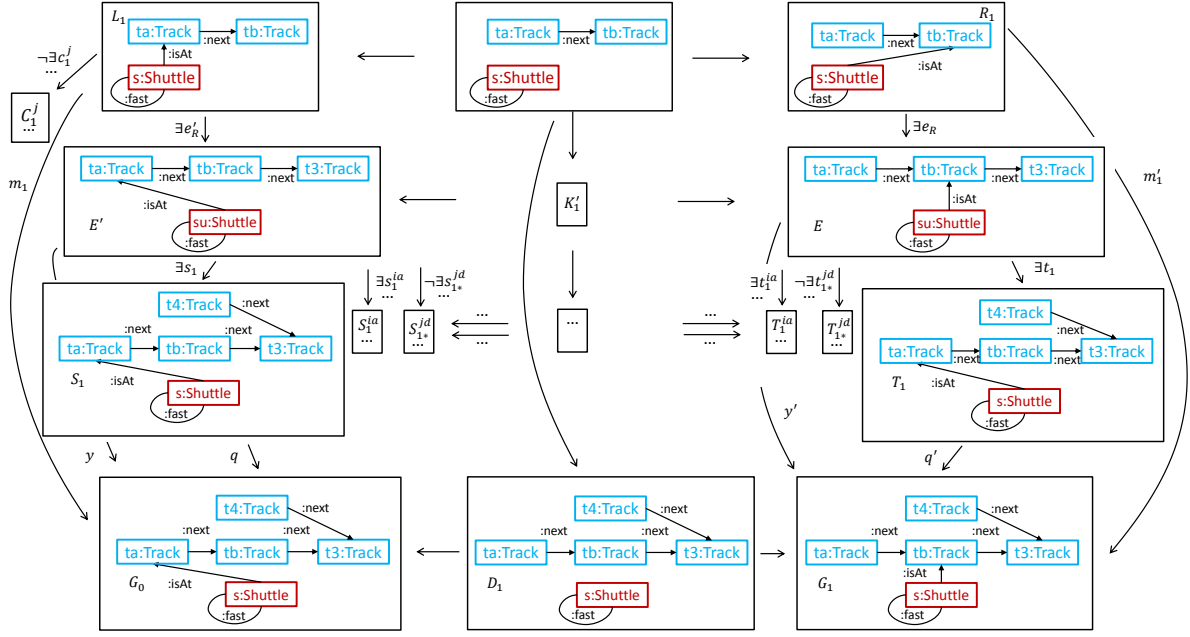 L₁
ta:Track :next tb:Track
:isAt
s:Shuttle
:fast
ta:Track :next tb:Track
s:Shuttle
:fast
R₁
ta:Track :next tb:Track
:isAt
s:Shuttle
:fast
¬∃c₁ʲ
...
C₁ʲ
...
∃e′_R
∃e_R
m₁
m′₁
ta:Track tb:Track t3:Track
:next :next
:isAt
su:Shuttle
:fast
E′
K′₁
ta:Track tb:Track t3:Track
:next :next
:isAt
su:Shuttle
:fast
E
∃s₁
∃s₁ⁱᵃ
...
¬∃s₁*ʲᵈ
...
∃t₁ⁱᵃ
...
¬∃t₁*ʲᵈ
...
∃t₁
t4:Track :next
:next :next
ta:Track tb:Track t3:Track
S₁ :isAt
s:Shuttle
:fast
S₁ⁱᵃ
...
S₁*ʲᵈ
...
...
...
...
...
...
T₁ⁱᵃ
...
T₁*ʲᵈ
...
t4:Track :next
ta:Track :next tb:Track :next t3:Track
T₁ :isAt
s:Shuttle
:fast
y
q
y′
q′
t4:Track :next
:next :next
ta:Track tb:Track t3:Track
G₀ :isAt
s:Shuttle
:fast
t4:Track :next
:next :next
ta:Track tb:Track t3:Track
D₁
s:Shuttle
:fast
t4:Track :next
:next :next
ta:Track tb:Track t3:Track
G₁ :isAt
s:Shuttle
:fast